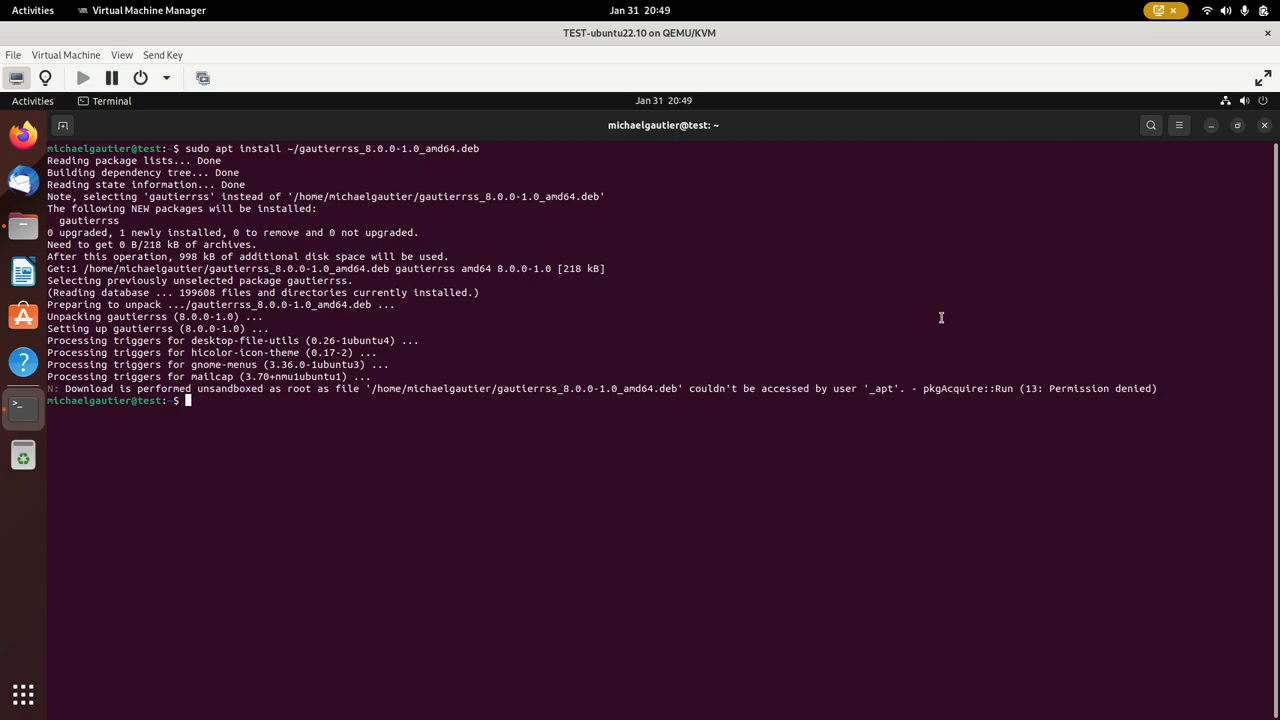 Activities Virtual Machine Manager Jan 31 20:49
TEST-ubuntu22.10 on QEMU/KVM
File Virtual Machine View Send Key
Activities Terminal Jan 31 20:49
michaelgautier@test: ~
michaelgautier@test:~$ sudo apt install ~/gautierrss_8.0.0-1.0_amd64.deb
Reading package lists... Done
Building dependency tree... Done
Reading state information... Done
Note, selecting 'gautierrss' instead of '/home/michaelgautier/gautierrss_8.0.0-1.0_amd64.deb'
The following NEW packages will be installed:
  gautierrss
0 upgraded, 1 newly installed, 0 to remove and 0 not upgraded.
Need to get 0 B/218 kB of archives.
After this operation, 998 kB of additional disk space will be used.
Get:1 /home/michaelgautier/gautierrss_8.0.0-1.0_amd64.deb gautierrss amd64 8.0.0-1.0 [218 kB]
Selecting previously unselected package gautierrss.
(Reading database ... 199608 files and directories currently installed.)
Preparing to unpack .../gautierrss_8.0.0-1.0_amd64.deb ...
Unpacking gautierrss (8.0.0-1.0) ...
Setting up gautierrss (8.0.0-1.0) ...
Processing triggers for desktop-file-utils (0.26-1ubuntu4) ...
Processing triggers for hicolor-icon-theme (0.17-2) ...
Processing triggers for gnome-menus (3.36.0-1ubuntu3) ...
Processing triggers for mailcap (3.70+nmu1ubuntu1) ...
N: Download is performed unsandboxed as root as file '/home/michaelgautier/gautierrss_8.0.0-1.0_amd64.deb' couldn't be accessed by user '_apt'. - pkgAcquire::Run (13: Permission denied)
michaelgautier@test:~$